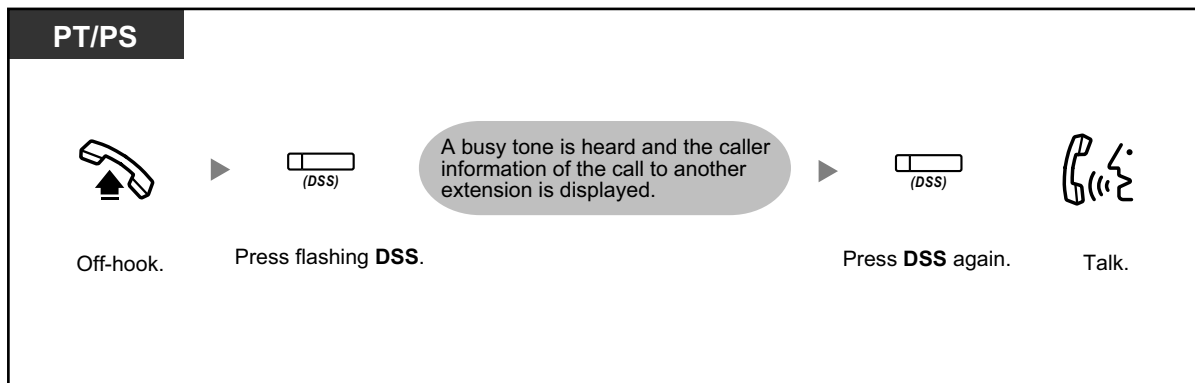 PT/PS
(DSS)
A busy tone is heard and the caller
information of the call to another
extension is displayed.
(DSS)
Off-hook.
Press flashing DSS.
Press DSS again.
Talk.